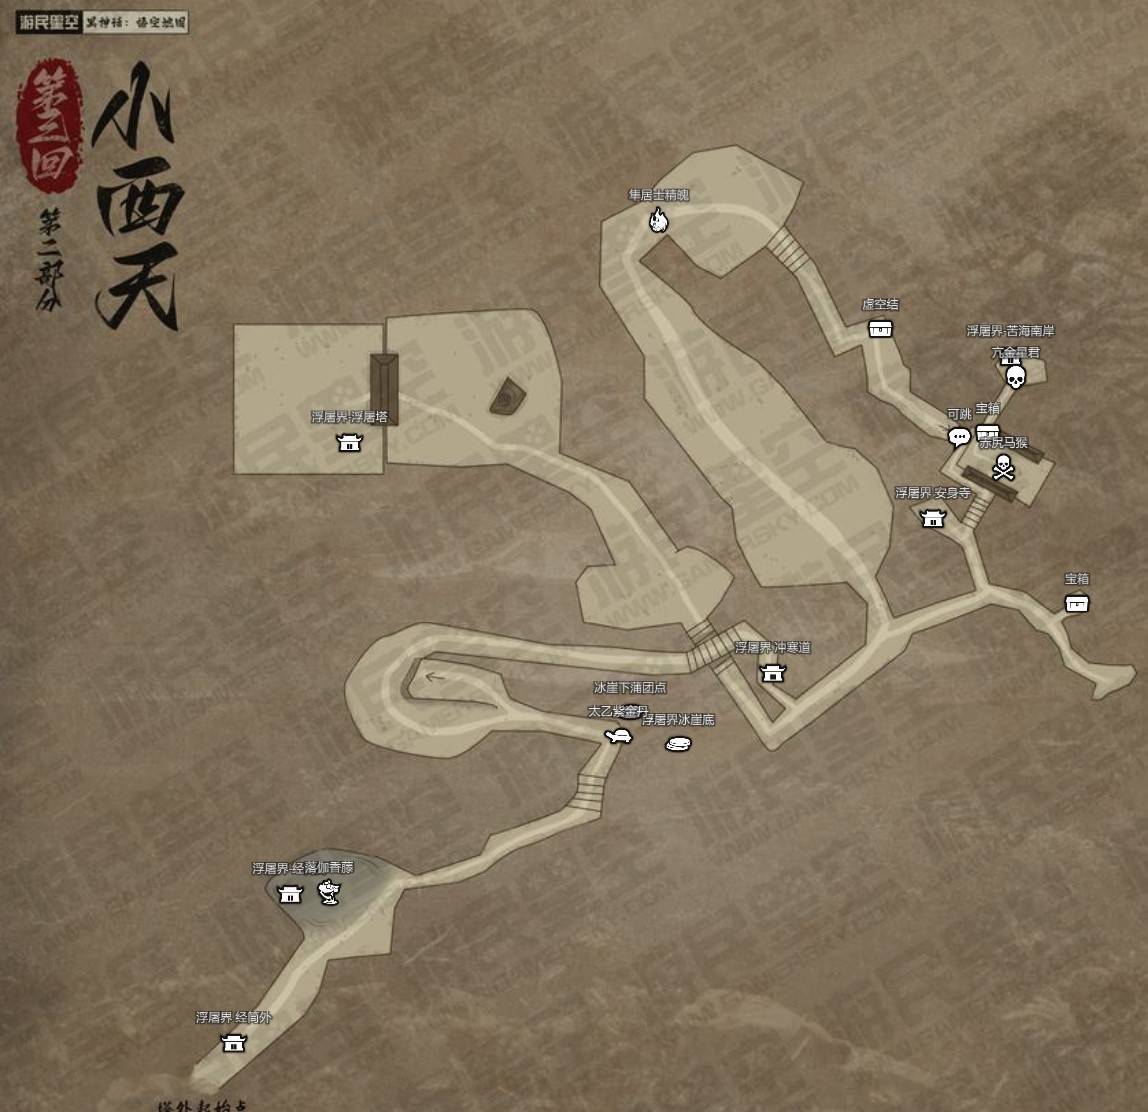 游民星空 黑神话：悟空地图
小西天
第三回
第二部分
隼居士精魄
虚空结
浮屠界-苦海南岸
亢金星君
可跳
宝箱
赤尻马猴
浮屠界-浮屠塔
浮屠界-安身寺
宝箱
浮屠界-冲寒道
冰崖下蒲团点
太乙紫金丹
浮屠界冰崖底
浮屠界-经
落伽香藤
浮屠界-经筒外
塔外起始点